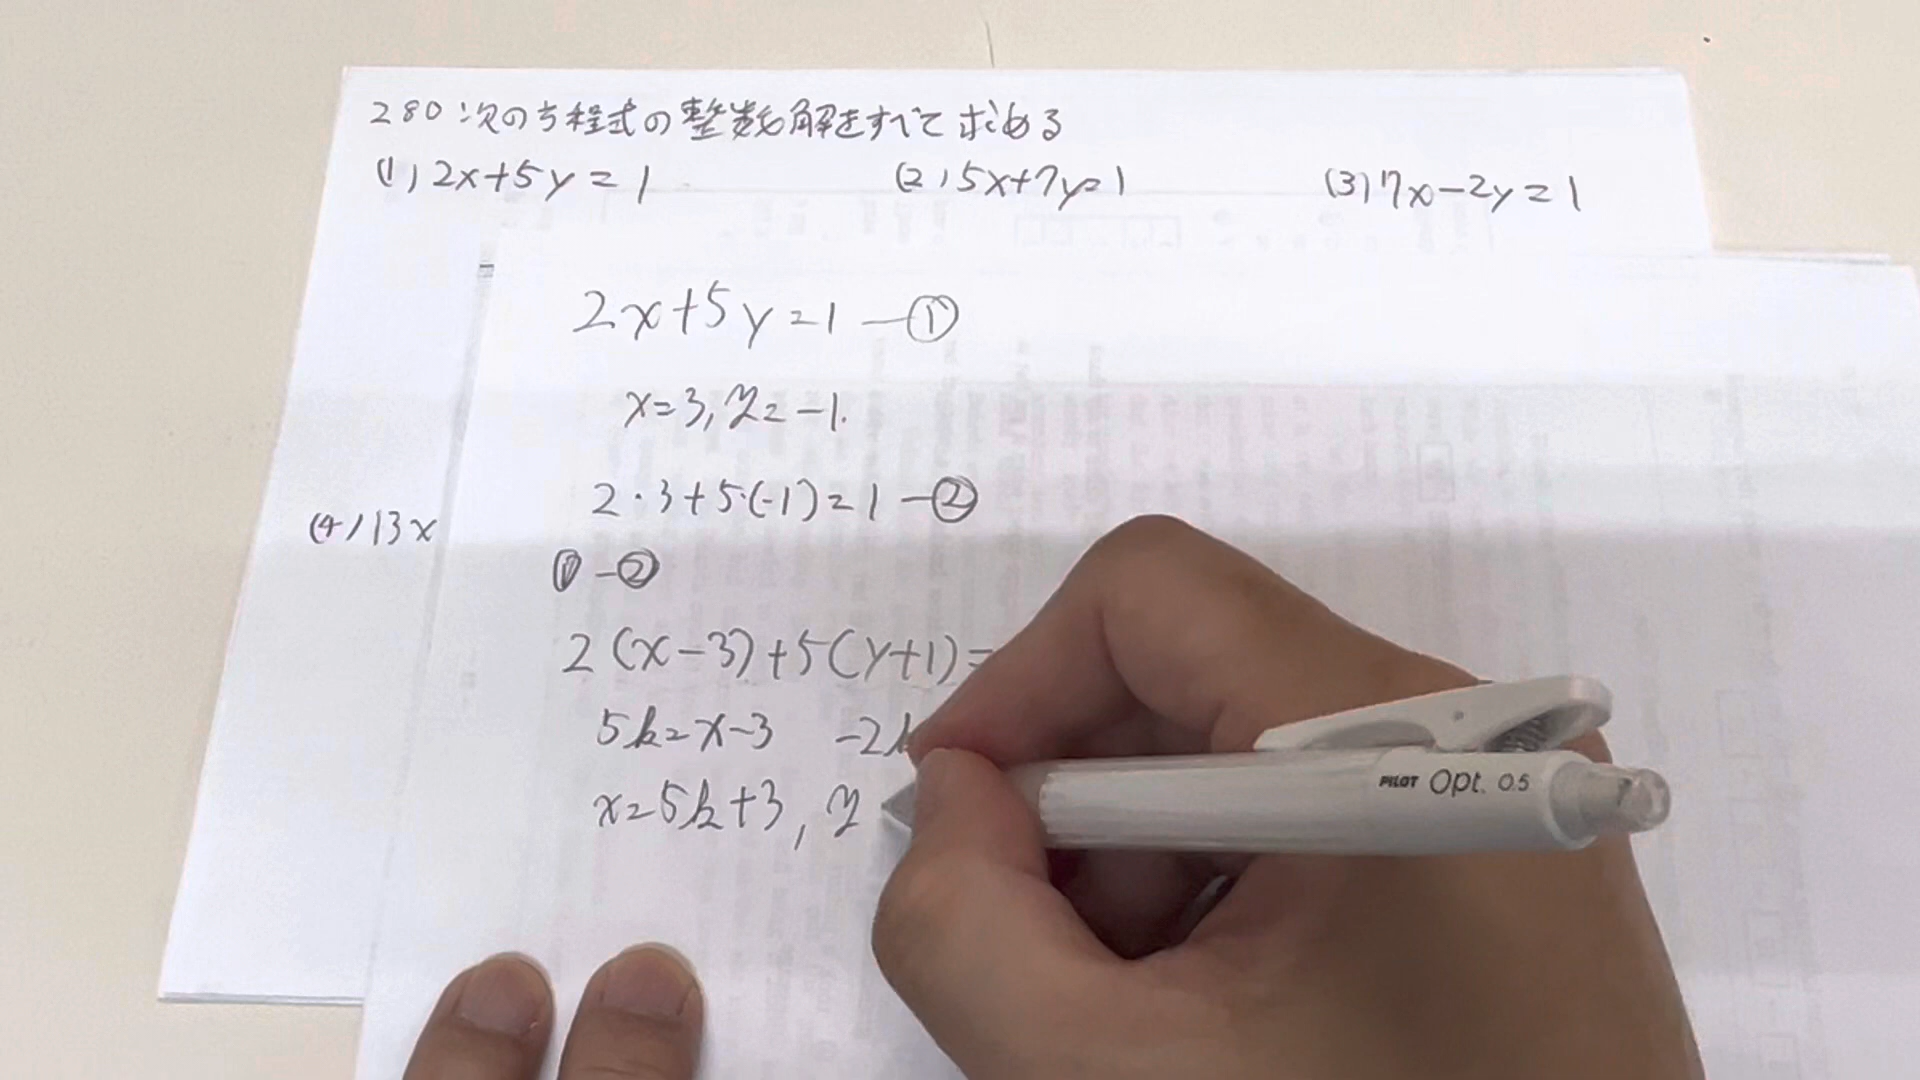 280 次の方程式の整数解をすべて求める
(1) 2x+5y=1 (2) 5x+7y=1 (3) 7x-2y=1
2x+5y=1 —①
x=3, y=-1.
2·3+5·(-1)=1 —②
(4) 13x
①-②
2(x-3)+5(y+1)=
5k=x-3 -2k
x=5k+3, y
PILOT Opt. 0.5